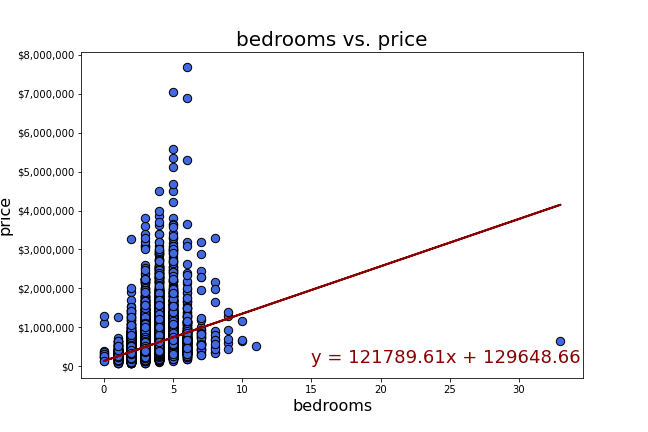 bedrooms vs. price
$8,000,000
$7,000,000
$6,000,000
$5,000,000
$4,000,000
$3,000,000
$2,000,000
$1,000,000
$0
price
y = 121789.61x + 129648.66
0 5 10 15 20 25 30
bedrooms